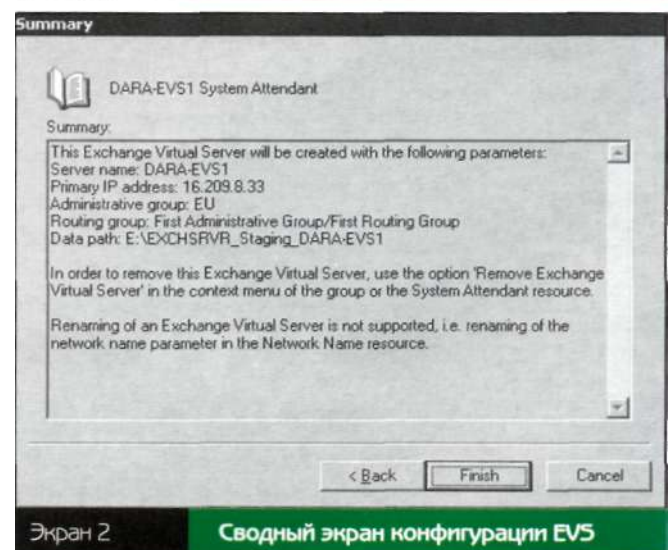 Summary
DARA-EVS1 System Attendant
Summary:
This Exchange Virtual Server will be created with the following parameters:
Server name: DARA-EVS1
Primary IP address: 16.209.8.33
Administrative group: EU
Routing group: First Administrative Group/First Routing Group
Data path: E:\EXCHSRVR_Staging_DARA-EVS1
In order to remove this Exchange Virtual Server, use the option 'Remove Exchange
Virtual Server' in the context menu of the group or the System Attendant resource.
Renaming of an Exchange Virtual Server is not supported, i.e. renaming of the
network name parameter in the Network Name resource.
< Back Finish Cancel
Экран 2 Сводный экран конфигурации EVS